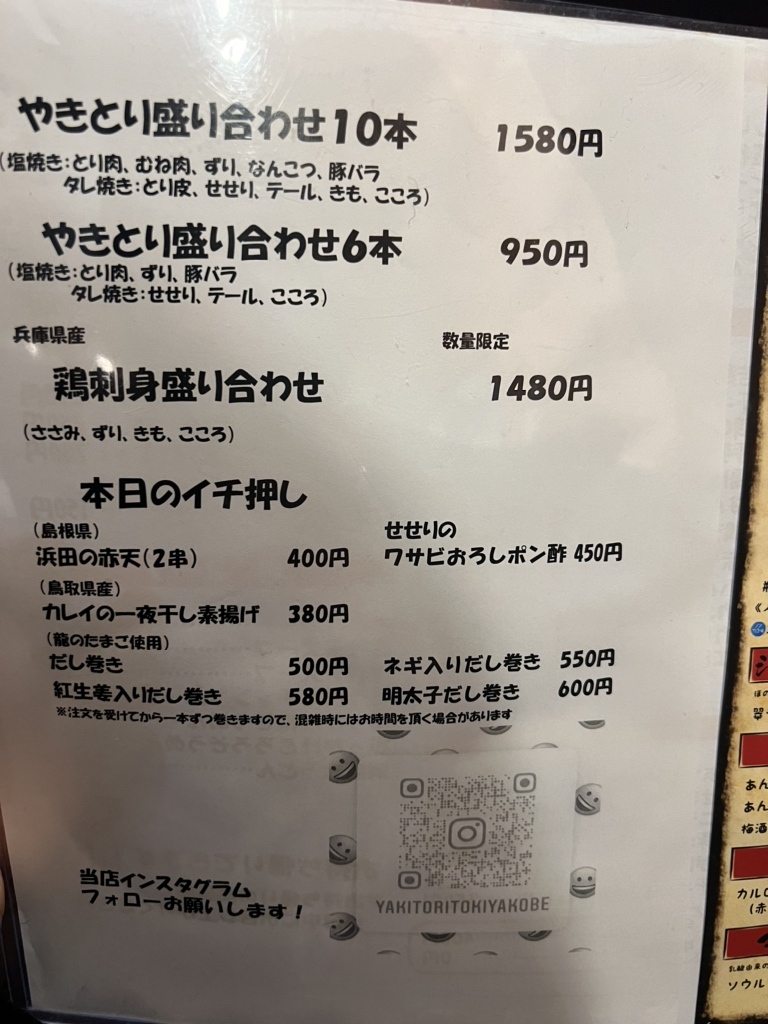 やきとり盛り合わせ10本 1580円
(塩焼き:とり肉、むね肉、ずり、なんこつ、豚バラ
タレ焼き:とり皮、せせり、テール、きも、こころ)
やきとり盛り合わせ6本 950円
(塩焼き:とり肉、ずり、豚バラ
タレ焼き:せせり、テール、こころ)
兵庫県産 数量限定
鶏刺身盛り合わせ 1480円
(ささみ、ずり、きも、こころ)
本日のイチ押し
(島根県) せせりの
浜田の赤天(2串) 400円 ワサビおろしポン酢 450円
(鳥取県産)
カレイの一夜干し素揚げ 380円
(龍のたまご使用)
だし巻き 500円 ネギ入りだし巻き 550円
紅生姜入りだし巻き 580円 明太子だし巻き 600円
※注文を受けてから一本ずつ巻きますので、混雑時にはお時間を頂く場合があります
当店インスタグラム
フォローお願いします!
YAKITORITOKIYAKOBE
あん
あん
梅酒
カル
(赤
ソウル